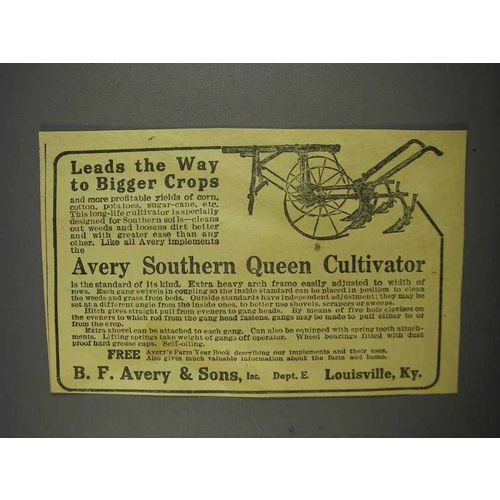 Leads the Way
to Bigger Crops
and more profitable yields of corn,
cotton, potatoes, sugar-cane, etc.
This long-life cultivator is specially
designed for Southern soils—cleans
out weeds and loosens dirt better
and with greater ease than any
other. Like all Avery implements
the
Avery Southern Queen Cultivator
is the standard of its kind. Extra heavy arch frame easily adjusted to width of
rows. Each gang swivels in coupling so the inside standard can be placed in position to clean
the weeds and grass from beds. Outside standards have independent adjustment; they may be
set at a different angle from the inside ones, to better use shovels, scrapers or sweeps.
Hitch gives straight pull from eveners to gang heads. By means of five hole clevises on
the eveners to which rod from the gang head fastens, gangs may be made to pull either to or
from the crop.
Extra shovel can be attached to each gang. Can also be equipped with spring tooth attach-
ments. Lifting springs take weight of gangs off operator. Wheel bearings fitted with dust
proof hard grease caps. Self-oiling.
FREE Avery's Farm Year Book describing our implements and their uses.
Also gives much valuable information about the farm and home.
B. F. Avery & Sons, Inc. Dept. E Louisville, Ky.